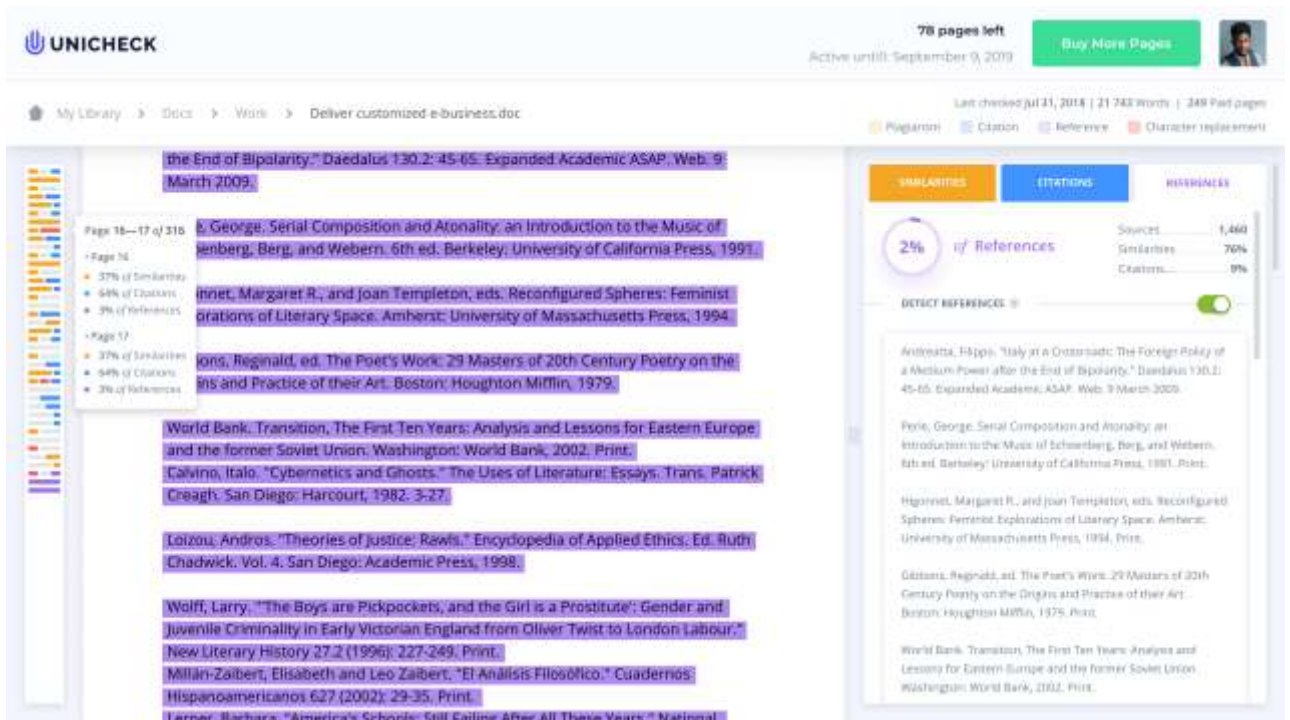 UNICHECK
78 pages left
Active untill: September 9, 2019
Buy More Pages
My Library > Docs > Work > Deliver customized e-business.doc
Last checked Jul 31, 2018 | 21 743 Words | 249 Paid pages
Plagiarism Citation Reference Character replacement
the End of Bipolarity." Daedalus 130.2: 45-65. Expanded Academic ASAP. Web. 9
March 2009.
e, George. Serial Composition and Atonality: an Introduction to the Music of
enberg, Berg, and Webern. 6th ed. Berkeley: University of California Press, 1991.
nnet, Margaret R., and Joan Templeton, eds. Reconfigured Spheres: Feminist
orations of Literary Space. Amherst: University of Massachusetts Press, 1994.
ons, Reginald, ed. The Poet's Work: 29 Masters of 20th Century Poetry on the
ins and Practice of their Art. Boston: Houghton Mifflin, 1979.
World Bank. Transition, The First Ten Years: Analysis and Lessons for Eastern Europe
and the former Soviet Union. Washington: World Bank, 2002. Print.
Calvino, Italo. "Cybernetics and Ghosts." The Uses of Literature: Essays. Trans. Patrick
Creagh. San Diego: Harcourt, 1982. 3-27.
Loizou, Andros. "Theories of Justice: Rawls." Encyclopedia of Applied Ethics. Ed. Ruth
Chadwick. Vol. 4. San Diego: Academic Press, 1998.
Wolff, Larry. "'The Boys are Pickpockets, and the Girl is a Prostitute': Gender and
Juvenile Criminality in Early Victorian England from Oliver Twist to London Labour."
New Literary History 27.2 (1996): 227-249. Print.
Millán-Zaibert, Elisabeth and Leo Zaibert. "El Análisis Filosófico." Cuadernos
Hispanoamericanos 627 (2002): 29-35. Print.
Lerner, Barbara. "America's Schools: Still Failing After All These Years." National
Page 16—17 of 316
Page 16
37% of Similarities
64% of Citations
3% of References
Page 17
37% of Similarities
64% of Citations
3% of References
SIMILARITIES
CITATIONS
REFERENCES
2% of References
Sources 1,460
Similarities 76%
Citations 9%
DETECT REFERENCES
Andreatta, Filippo. "Italy at a Crossroads: The Foreign Policy of
a Medium Power after the End of Bipolarity." Daedalus 130.2:
45-65. Expanded Academic ASAP. Web. 9 March 2009.
Perle, George. Serial Composition and Atonality: an
Introduction to the Music of Schoenberg, Berg, and Webern.
6th ed. Berkeley: University of California Press, 1991. Print.
Higonnet, Margaret R., and Joan Templeton, eds. Reconfigured
Spheres: Feminist Explorations of Literary Space. Amherst:
University of Massachusetts Press, 1994. Print.
Gibbons, Reginald, ed. The Poet's Work: 29 Masters of 20th
Century Poetry on the Origins and Practice of their Art.
Boston: Houghton Mifflin, 1979. Print.
World Bank. Transition, The First Ten Years: Analysis and
Lessons for Eastern Europe and the former Soviet Union.
Washington: World Bank, 2002. Print.